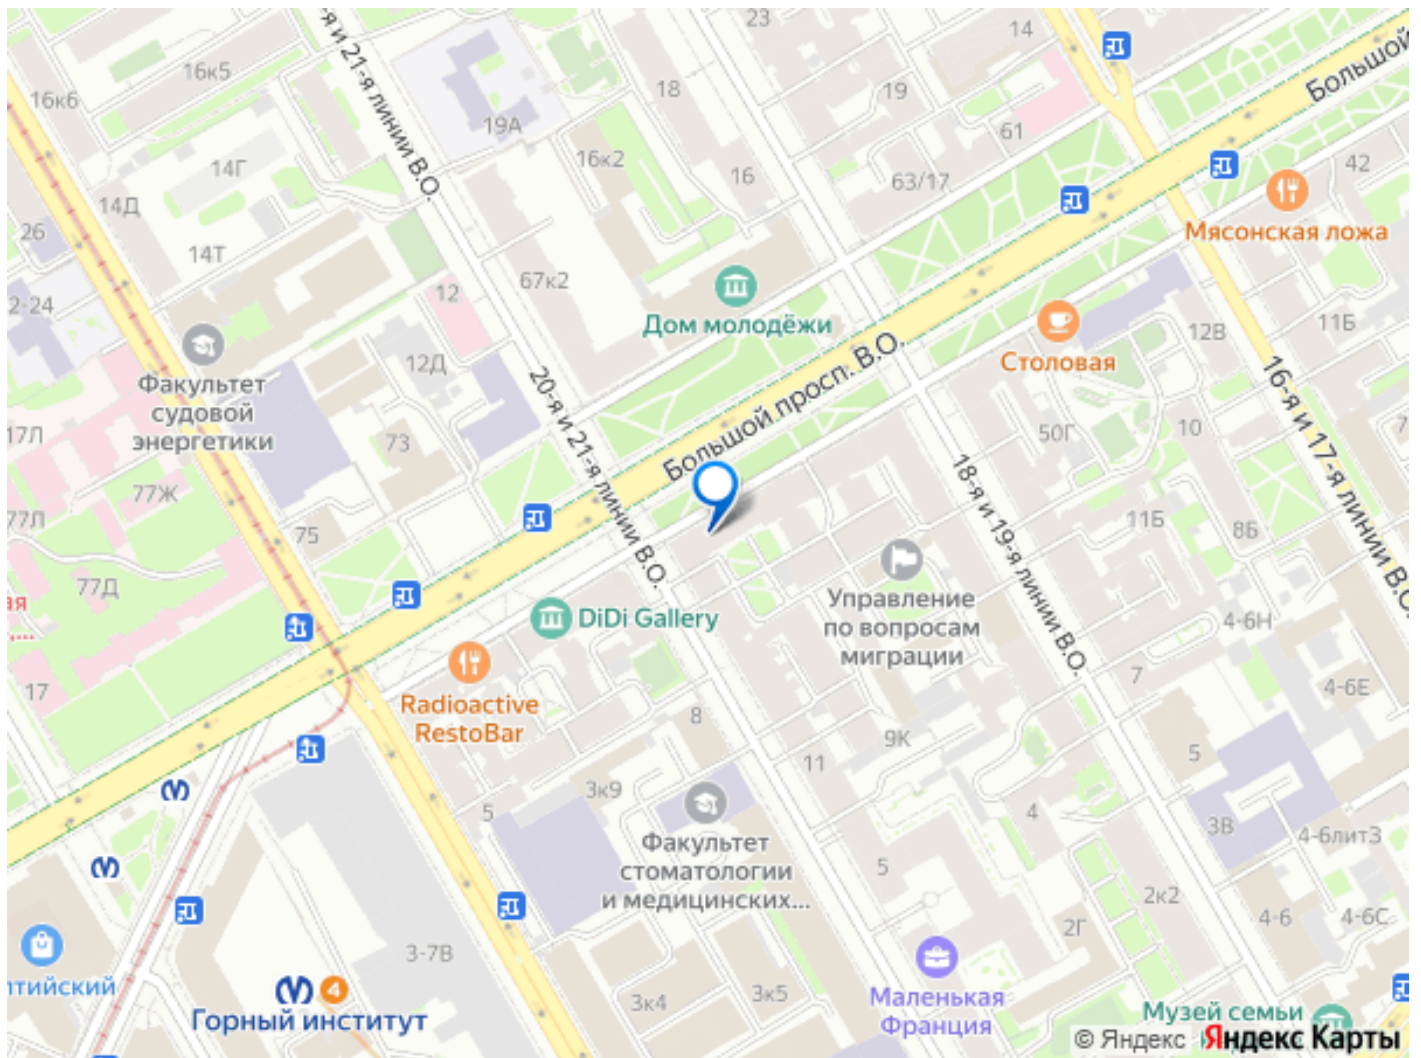 -я и 21-я линии В.О.
23
14
Большой
16к5
16к6
18
19
19А
61
16к2
14Г
16
63/17
42
14Д
26
Мясонская ложа
14Т
67к2
12
2-24
Дом молодёжи
11Б
12В
Столовая
12Д
Факультет
судовой
энергетики
Большой просп. В.О.
20-я и 21-я линии В.О.
16-я и 17-я линии В.О.
17Л
73
50Г
10
7
77Ж
18-я и 19-я линии В.О.
77Л
75
11Б
8Б
77Д
ая
,...
DiDi Gallery
Управление
по вопросам
миграции
4-6Н
17
Radioactive
RestoBar
7
4-6Е
8
9К
5
11
3к9
5
4
3В
4-6лит3
Факультет
стоматологии
и медицинских...
5
2к2
4-6
4-6С
2Г
3-7В
тийский
4
Горный институт
3к4
3к5
Маленькая
Франция
Музей семьи
© Яндекс Яндекс Карты